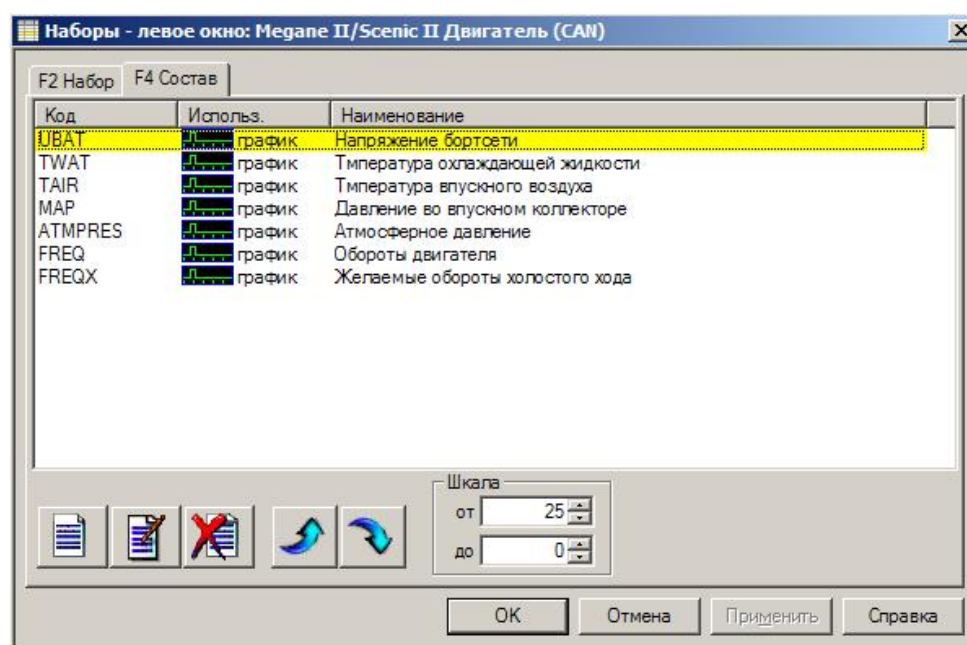 Наборы - левое окно: Megane II/Scenic II Двигатель (CAN)
F2 Набор F4 Состав
Код Использ. Наименование
UBAT график Напряжение бортсети
TWAT график Тмпература охлаждающей жидкости
TAIR график Тмпература впускного воздуха
MAP график Давление во впускном коллекторе
ATMPRES график Атмосферное давление
FREQ график Обороты двигателя
FREQX график Желаемые обороты холостого хода
Шкала
от 25
до 0
OK Отмена Применить Справка